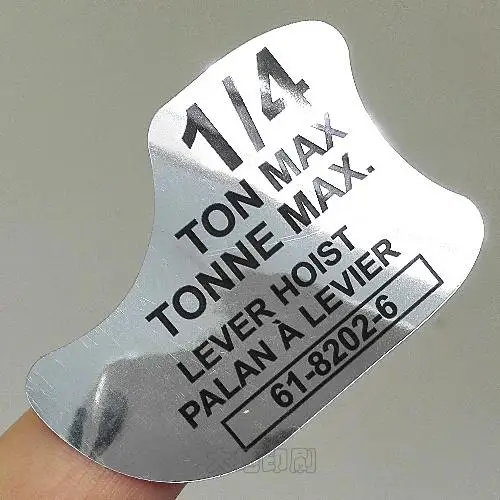 1/4
TON MAX
TONNE MAX.
LEVER HOIST
PALAN À LEVIER
61-8202-6